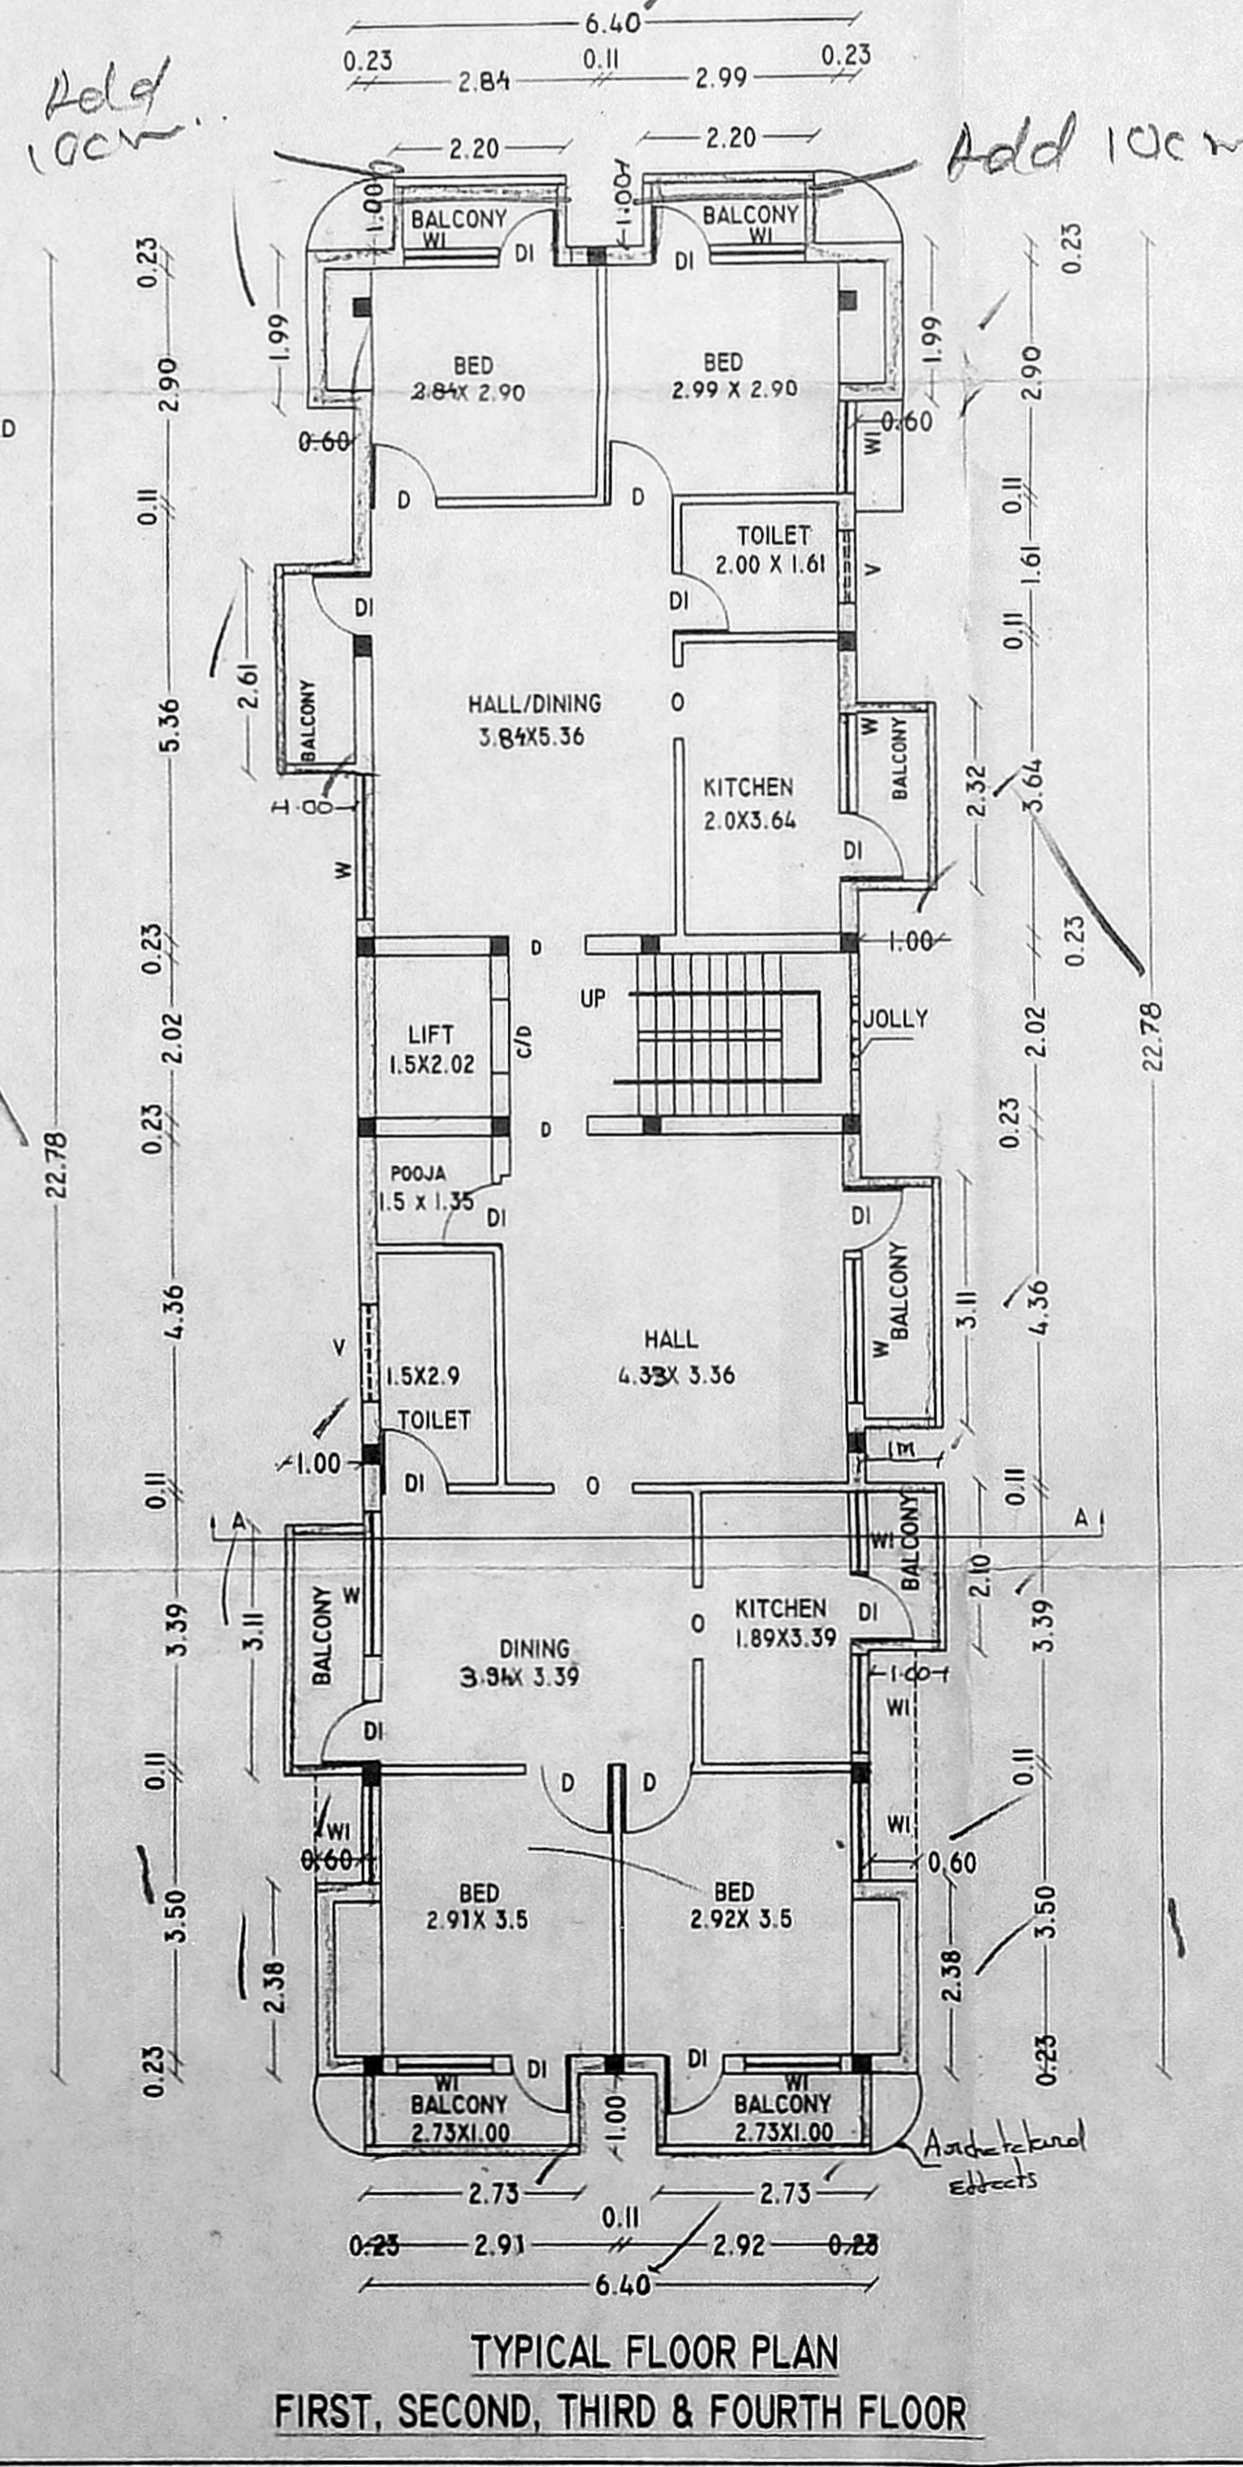 6.40
0.23 0.11 0.23
2.84 2.99
Add
10cm..
Add 10cm
2.20 2.20
1.00 1.00
BALCONY BALCONY
WI WI
DI DI
0.23 0.23
1.99 1.99
2.90 2.90
BED BED
2.84X 2.90 2.99 X 2.90
D
0.60 0.60
WI
D D
0.11 0.11
TOILET
2.00 X 1.61
V
1.61
DI DI
0.11
2.61
BALCONY
5.36
HALL/DINING
3.84X5.36
O
W
BALCONY
KITCHEN
2.0X3.64
2.32
3.64
1.00
DI
W
0.23
D
1.00
0.23
UP
JOLLY
LIFT
1.5X2.02
C/D
2.02 2.02
22.78
0.23 0.23
D
22.78
POOJA
1.5 X 1.35
DI DI
BALCONY
W
3.11
4.36 4.36
HALL
4.33X 3.36
V
1.5X2.9
TOILET
1.00
1M
DI
O
0.11 0.11
A A
WI
BALCONY
2.10
W
BALCONY
3.11
3.39 3.39
KITCHEN
1.89X3.39
DI
O
DINING
3.94X 3.39
1.00
WI
DI
D D
0.11 0.11
WI WI
0.60 0.60
BED BED
2.91X 3.5 2.92X 3.5
3.50 3.50
2.38 2.38
0.23 0.23
DI DI
WI WI
BALCONY BALCONY
2.73X1.00 2.73X1.00
1.00
Architectural
effects
2.73 2.73
0.11
0.23 2.91 2.92 0.23
6.40
TYPICAL FLOOR PLAN
FIRST, SECOND, THIRD & FOURTH FLOOR